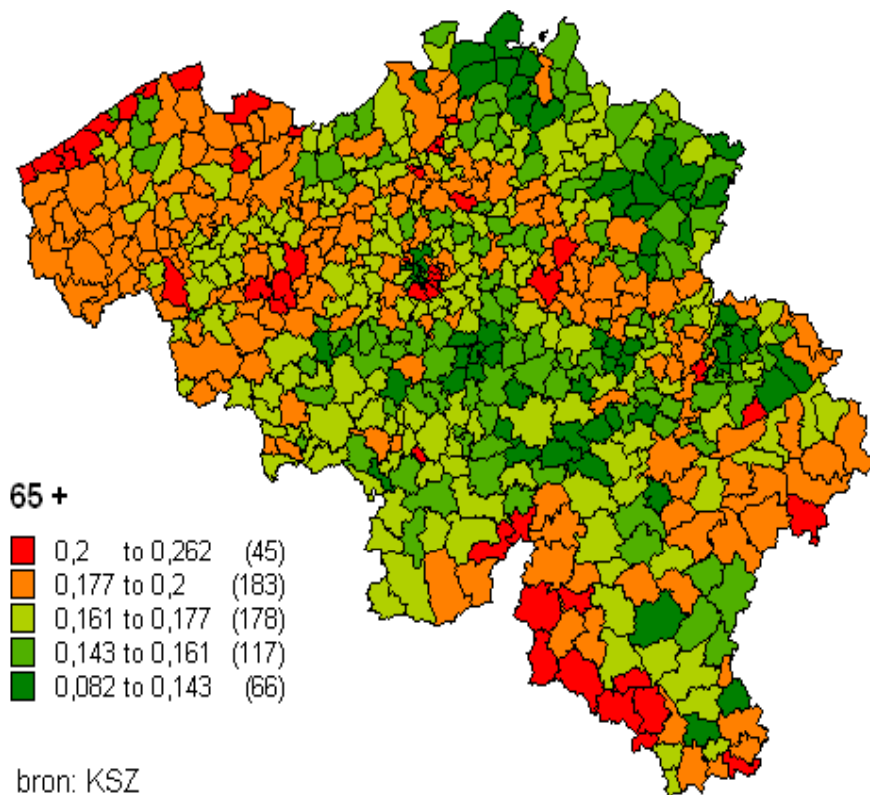 65 +
0,2 to 0,262 (45)
0,177 to 0,2 (183)
0,161 to 0,177 (178)
0,143 to 0,161 (117)
0,082 to 0,143 (66)
bron: KSZ